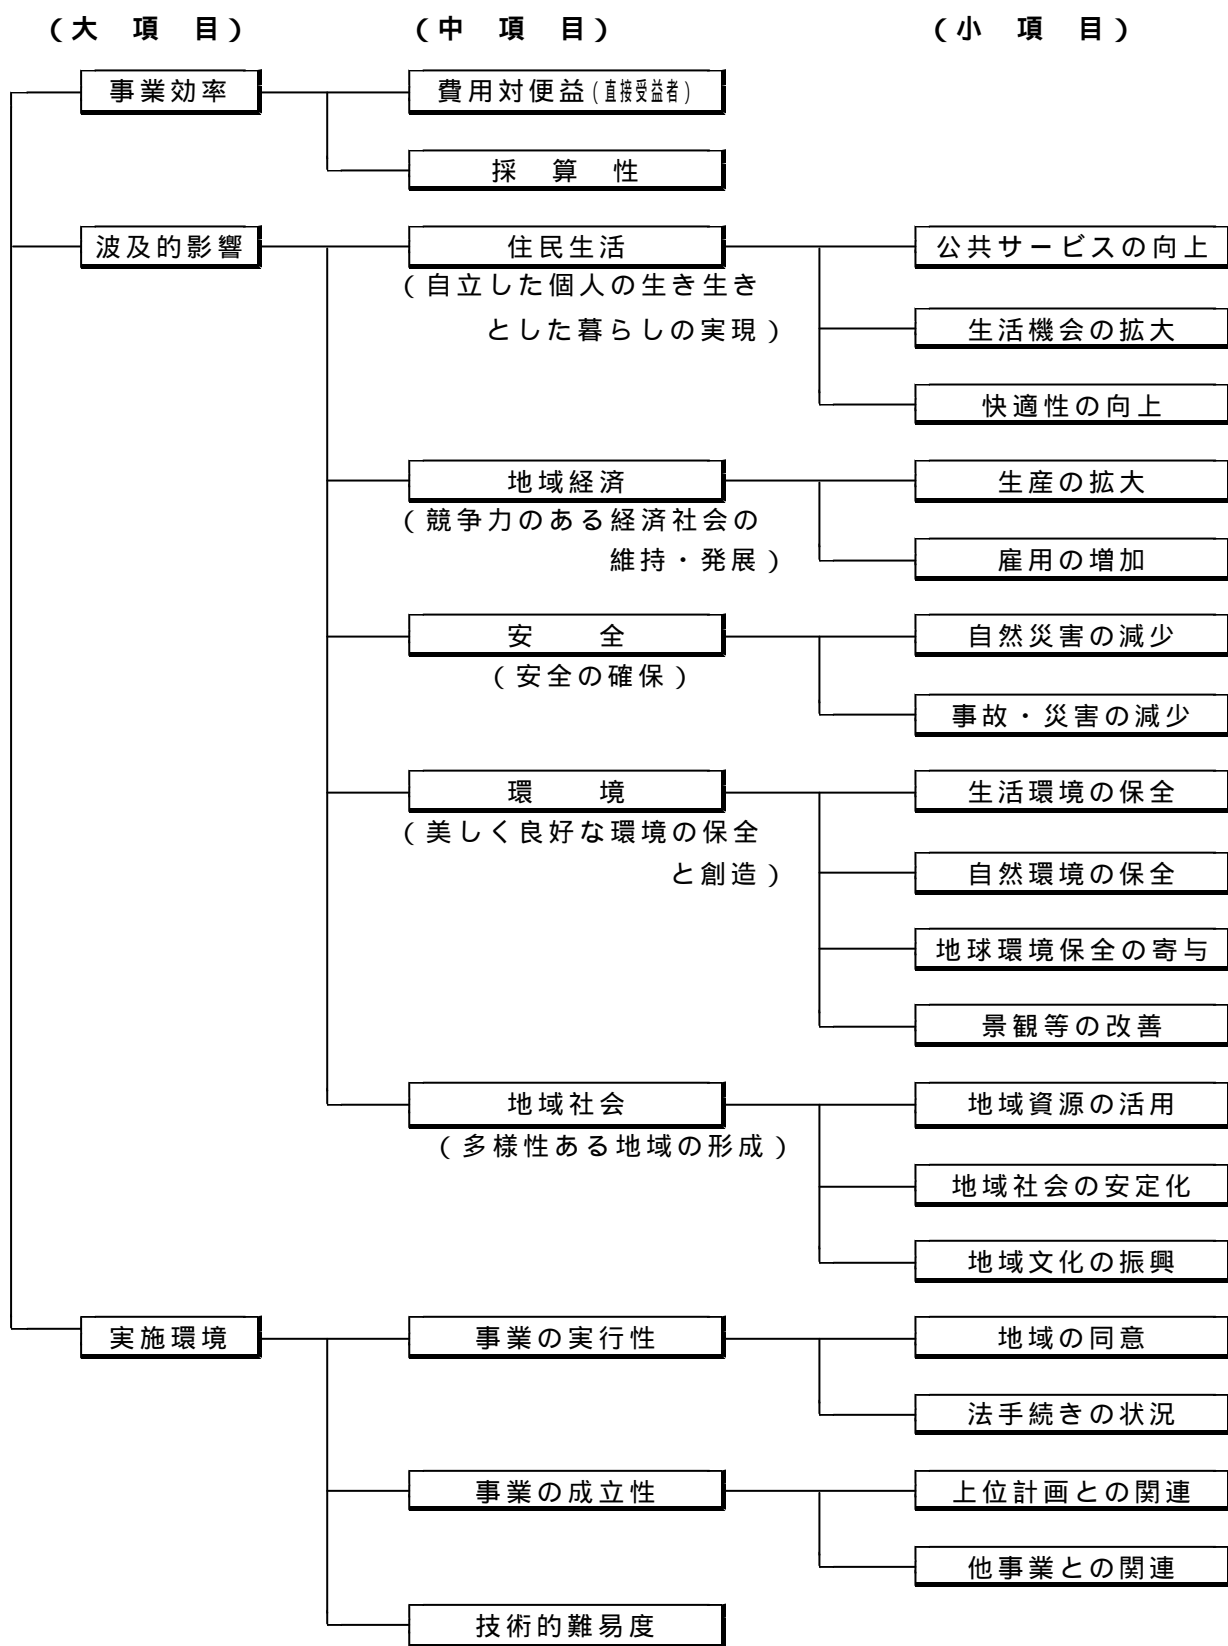 （大　項　目）　（中　項　目）　（小　項　目）
事業効率　費用対便益（直接受益者）
採　算　性
波及的影響　住民生活　公共サービスの向上
（自立した個人の生き生き
とした暮らしの実現）　生活機会の拡大
快適性の向上
地域経済　生産の拡大
（競争力のある経済社会の
維持・発展）　雇用の増加
安　　全　自然災害の減少
（安全の確保）
事故・災害の減少
環　　境　生活環境の保全
（美しく良好な環境の保全
と創造）　自然環境の保全
地球環境保全の寄与
景観等の改善
地域社会　地域資源の活用
（多様性ある地域の形成）
地域社会の安定化
地域文化の振興
実施環境　事業の実行性　地域の同意
法手続きの状況
事業の成立性　上位計画との関連
他事業との関連
技術的難易度